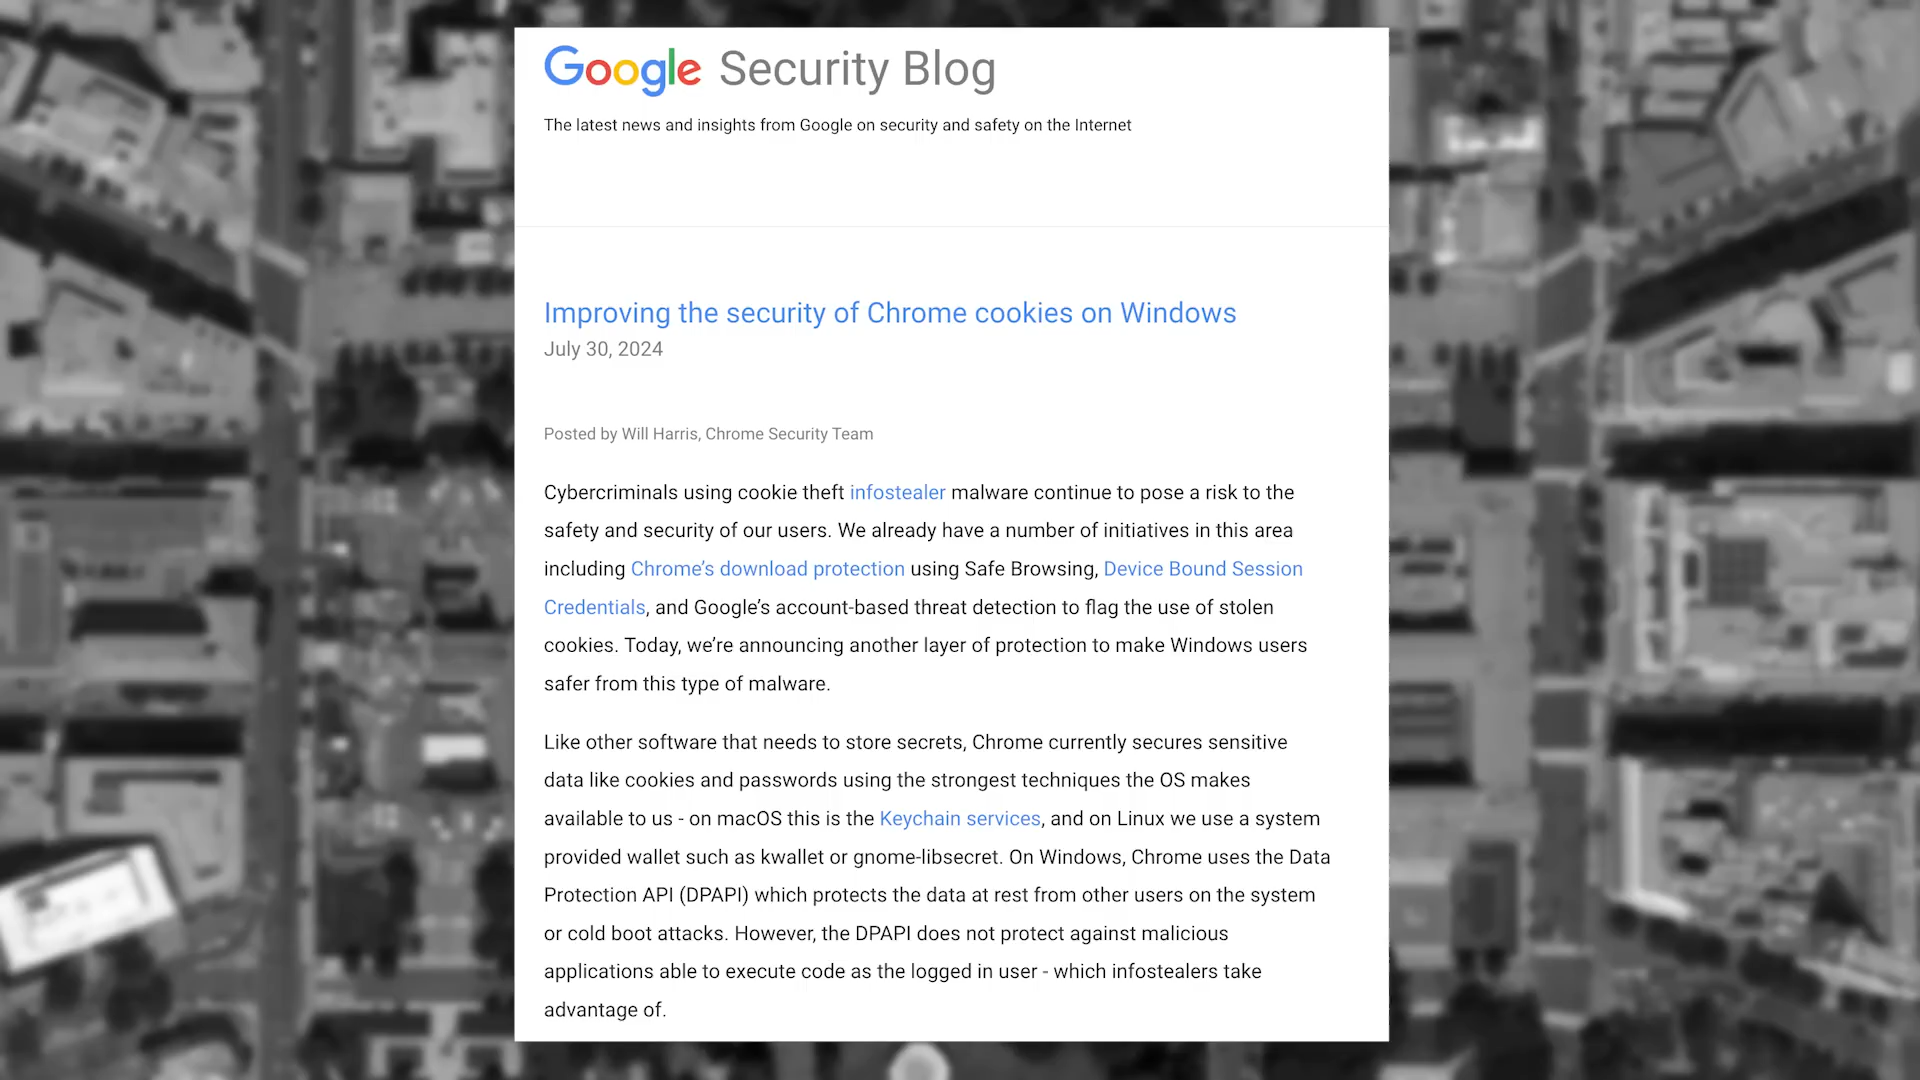 Google Security Blog
The latest news and insights from Google on security and safety on the Internet
Improving the security of Chrome cookies on Windows
July 30, 2024
Posted by Will Harris, Chrome Security Team
Cybercriminals using cookie theft infostealer malware continue to pose a risk to the
safety and security of our users. We already have a number of initiatives in this area
including Chrome’s download protection using Safe Browsing, Device Bound Session
Credentials, and Google’s account-based threat detection to flag the use of stolen
cookies. Today, we’re announcing another layer of protection to make Windows users
safer from this type of malware.
Like other software that needs to store secrets, Chrome currently secures sensitive
data like cookies and passwords using the strongest techniques the OS makes
available to us - on macOS this is the Keychain services, and on Linux we use a system
provided wallet such as kwallet or gnome-libsecret. On Windows, Chrome uses the Data
Protection API (DPAPI) which protects the data at rest from other users on the system
or cold boot attacks. However, the DPAPI does not protect against malicious
applications able to execute code as the logged in user - which infostealers take
advantage of.